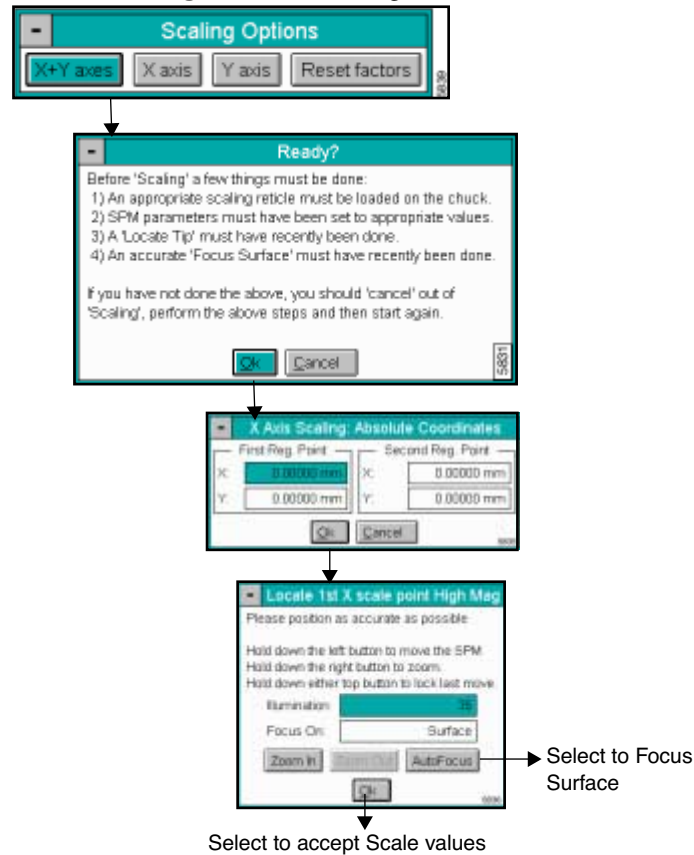 Scaling Options
X+Y axes X axis Y axis Reset factors
5839
Ready?
Before 'Scaling' a few things must be done:
1) An appropriate scaling reticle must be loaded on the chuck.
2) SPM parameters must have been set to appropriate values.
3) A 'Locate Tip' must have recently been done.
4) An accurate 'Focus Surface' must have recently been done.
If you have not done the above, you should 'cancel' out of
'Scaling', perform the above steps and then start again.
Ok Cancel
5831
X Axis Scaling: Absolute Coordinates
First Reg. Point Second Reg. Point
X: 0.00000 mm X: 0.00000 mm
Y: 0.00000 mm Y: 0.00000 mm
Ok Cancel
Locate 1st X scale point High Mag
Please position as accurate as possible
Hold down the left button to move the SPM
Hold down the right button to zoom.
Hold down either top button to lock last move
Illumination: 35
Focus On: Surface
Zoom In Zoom Out AutoFocus
Select to Focus
Surface
Ok
Select to accept Scale values